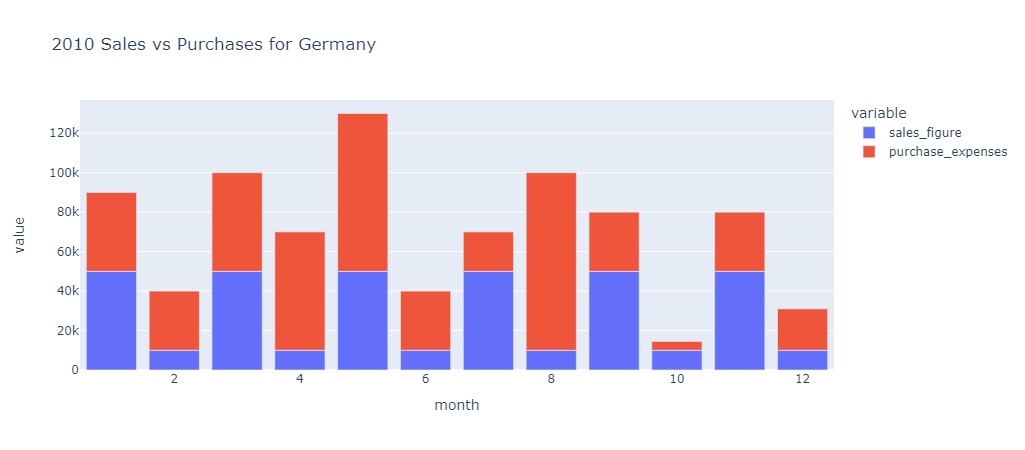 2010 Sales vs Purchases for Germany
variable
sales_figure
purchase_expenses
value
120k
100k
80k
60k
40k
20k
0
2 4 6 8 10 12
month